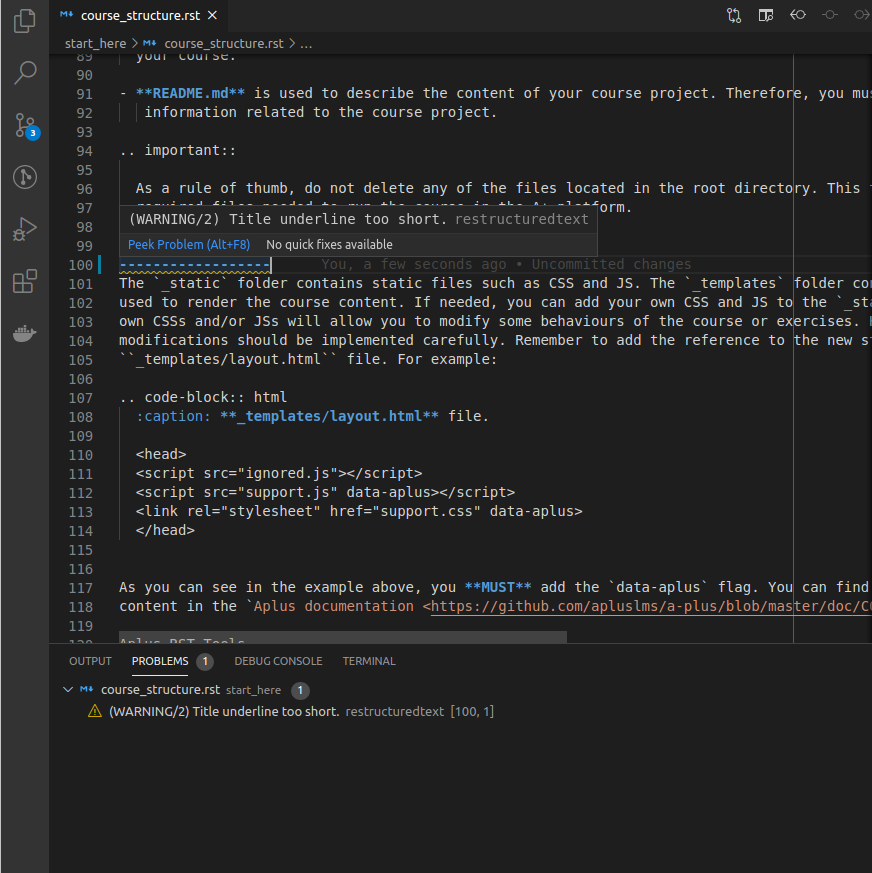 course_structure.rst
start_here > course_structure.rst > ...
3
89 your course.
90
91 - **README.md** is used to describe the content of your course project. Therefore, you mus
92 information related to the course project.
93
94 .. important::
95
96 As a rule of thumb, do not delete any of the files located in the root directory. This
97 required files needed to run the course in the A+ platform.
98 (WARNING/2) Title underline too short. restructuredtext
99 Peek Problem (Alt+F8) No quick fixes available
100 ------------------ You, a few seconds ago • Uncommitted changes
101 The `_static` folder contains static files such as CSS and JS. The `_templates` folder con
102 used to render the course content. If needed, you can add your own CSS and JS to the `_sta
103 own CSSs and/or JSs will allow you to modify some behaviours of the course or exercises.
104 modifications should be implemented carefully. Remember to add the reference to the new st
105 ``_templates/layout.html`` file. For example:
106
107 .. code-block:: html
108 :caption: **_templates/layout.html** file.
109
110 <head>
111 <script src="ignored.js"></script>
112 <script src="support.js" data-aplus></script>
113 <link rel="stylesheet" href="support.css" data-aplus>
114 </head>
115
116
117 As you can see in the example above, you **MUST** add the `data-aplus` flag. You can find
118 content in the `Aplus documentation <https://github.com/apluslms/a-plus/blob/master/doc/CO
119
120 Aplus RST Tools
OUTPUT PROBLEMS 1 DEBUG CONSOLE TERMINAL
course_structure.rst start_here 1
(WARNING/2) Title underline too short. restructuredtext [100, 1]